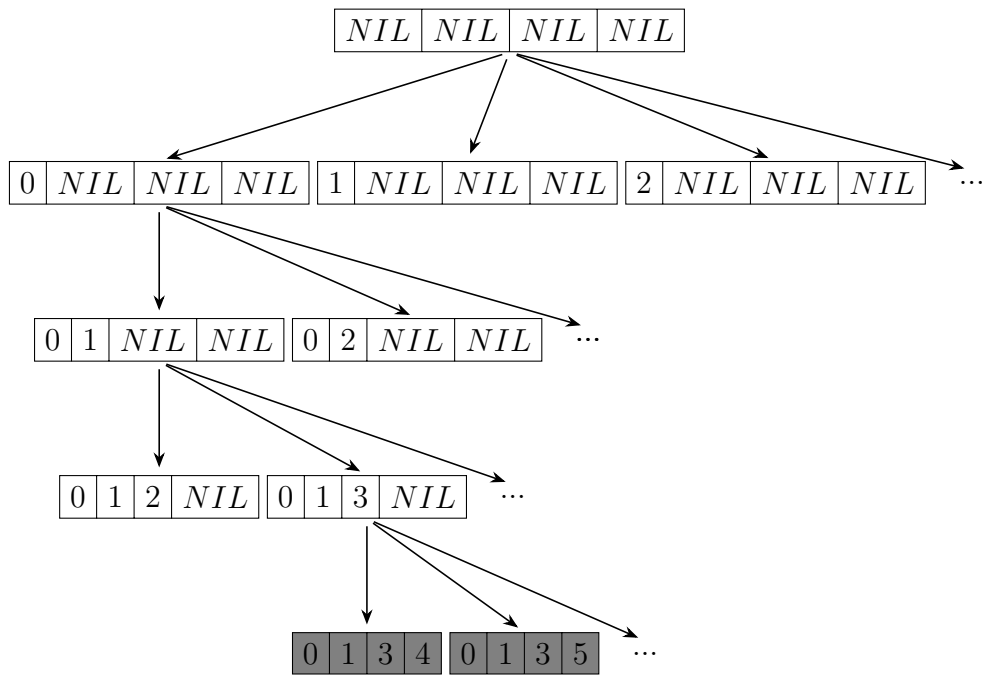 NIL NIL NIL NIL
0 NIL NIL NIL 1 NIL NIL NIL 2 NIL NIL NIL ...
0 1 NIL NIL 0 2 NIL NIL ...
0 1 2 NIL 0 1 3 NIL ...
0 1 3 4 0 1 3 5 ...